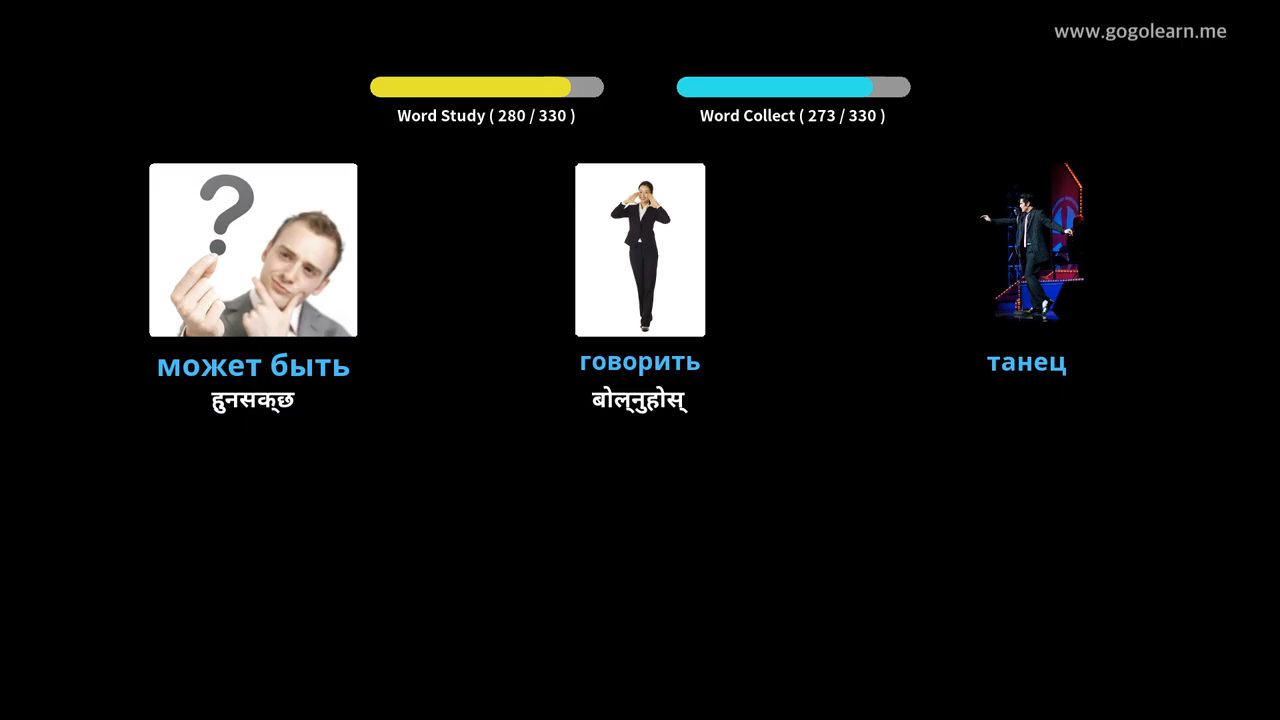 www.gogolearn.me
Word Study ( 280 / 330 )
Word Collect ( 273 / 330 )
может быть
говорить
танец
हुनसक्छ
बोल्नुहोस्